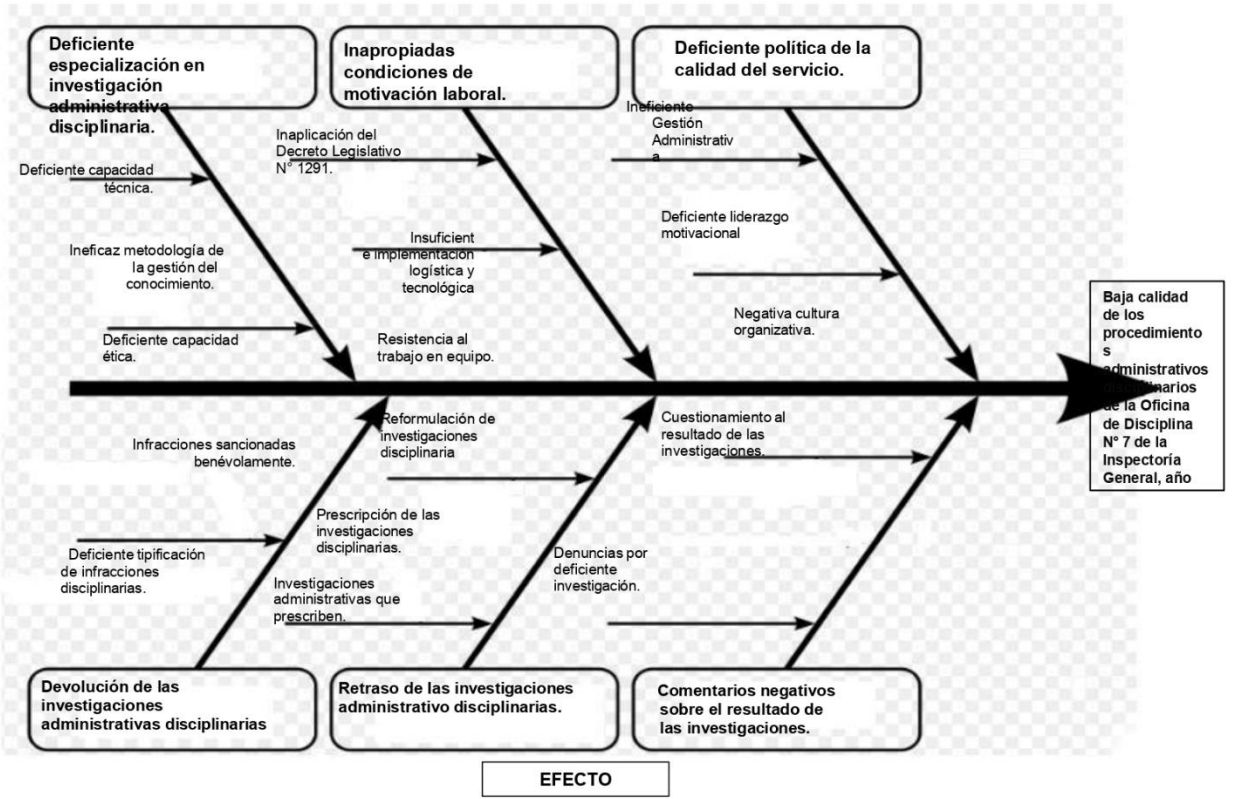 Deficiente
especialización en
investigación
administrativa
disciplinaria.
Inapropiadas
condiciones de
motivación laboral.
Deficiente política de la
calidad del servicio.
Deficiente capacidad
técnica.
Ineficaz metodología de
la gestión del
conocimiento.
Deficiente capacidad
ética.
Inaplicación del
Decreto Legislativo
N° 1291.
Insuficient
e implementación
logística y
tecnológica
Resistencia al
trabajo en equipo.
Ineficiente
Gestión
Administrativ
a
Deficiente liderazgo
motivacional
Negativa cultura
organizativa.
Baja calidad
de los
procedimiento
s
administrativos
disciplinarios
de la Oficina
de Disciplina
N° 7 de la
Inspectoría
General, año
Infracciones sancionadas
benévolamente.
Deficiente tipificación
de infracciones
disciplinarias.
Reformulación de
investigaciones
disciplinaria
Prescripción de las
investigaciones
disciplinarias.
Investigaciones
administrativas que
prescriben.
Cuestionamiento al
resultado de las
investigaciones.
Denuncias por
deficiente
investigación.
Devolución de las
investigaciones
administrativas disciplinarias
Retraso de las investigaciones
administrativo disciplinarias.
Comentarios negativos
sobre el resultado de
las investigaciones.
EFECTO